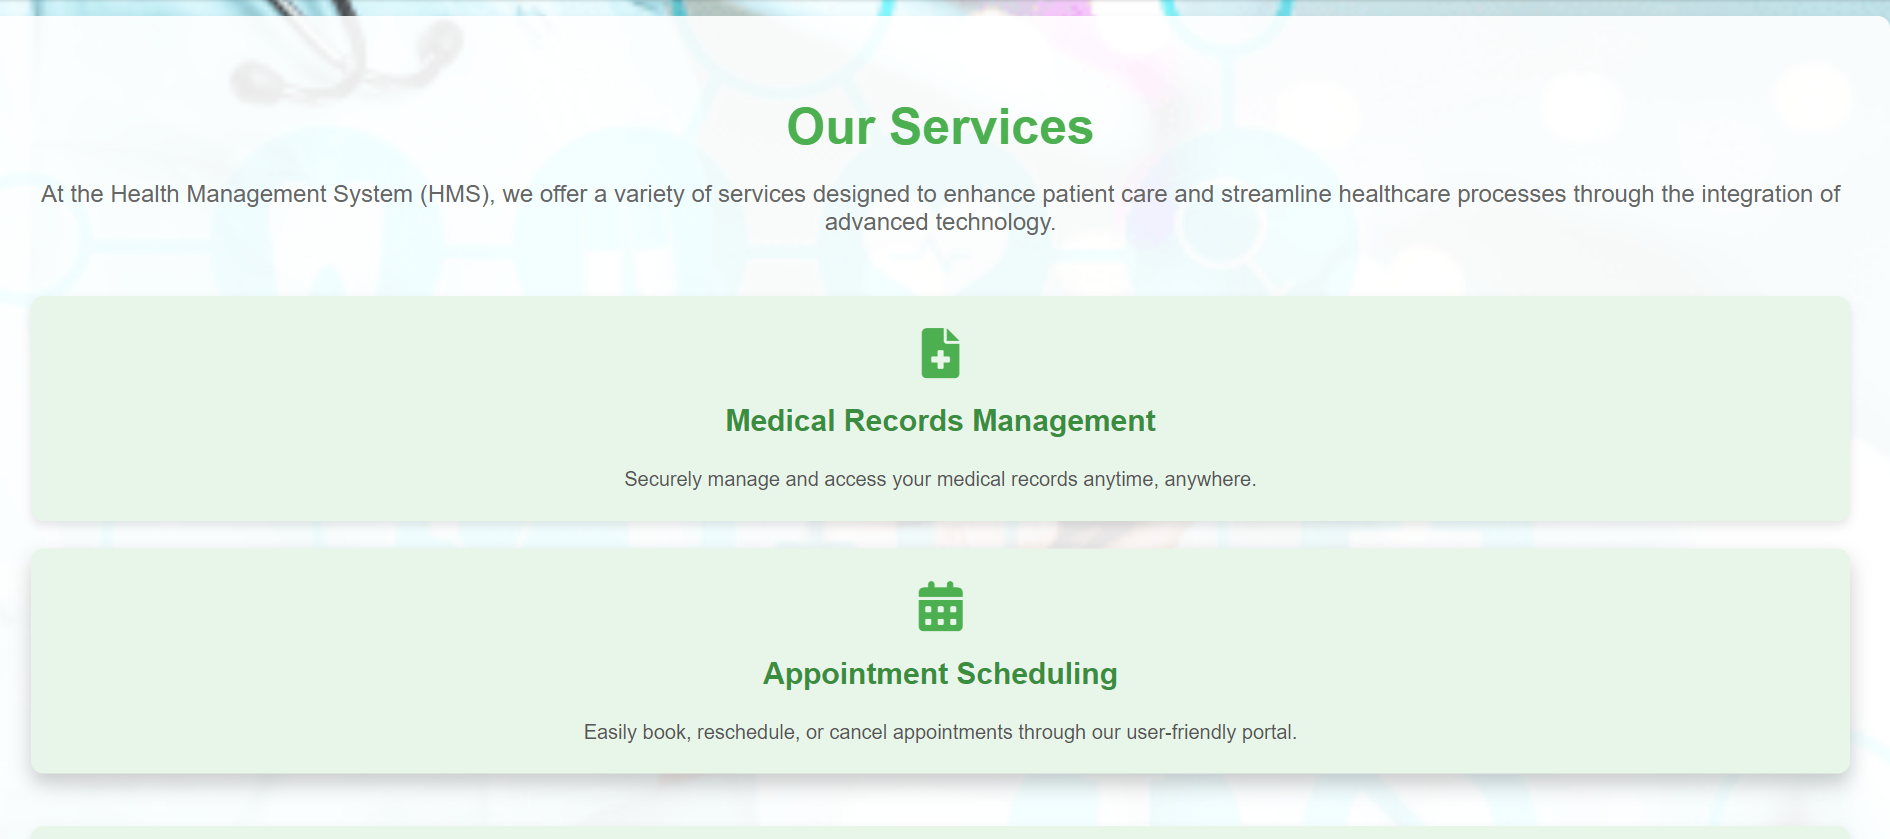 Our Services
At the Health Management System (HMS), we offer a variety of services designed to enhance patient care and streamline healthcare processes through the integration of
advanced technology.
Medical Records Management
Securely manage and access your medical records anytime, anywhere.
Appointment Scheduling
Easily book, reschedule, or cancel appointments through our user-friendly portal.